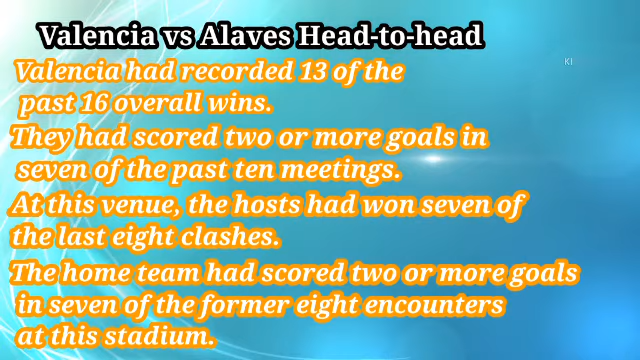 Valencia vs Alaves Head-to-head
KI
Valencia had recorded 13 of the
past 16 overall wins.
They had scored two or more goals in
seven of the past ten meetings.
At this venue, the hosts had won seven of
the last eight clashes.
The home team had scored two or more goals
in seven of the former eight encounters
at this stadium.